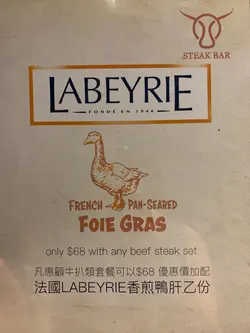 STEAK BAR
LABEYRIE
FONDÉ EN 1946
FRENCH PAN-SEARED
FOIE GRAS
only $68 with any beef steak set
凡惠顧牛扒類套餐可以$68 優惠價加配
法國LABEYRIE香煎鴨肝乙份